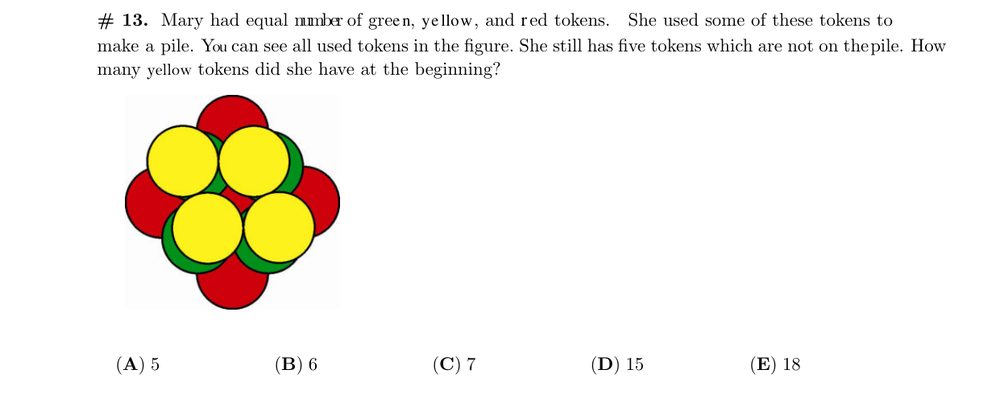 # 13. Mary had equal number of green, yellow, and red tokens. She used some of these tokens to
make a pile. You can see all used tokens in the figure. She still has five tokens which are not on the pile. How
many yellow tokens did she have at the beginning?
(A) 5 (B) 6 (C) 7 (D) 15 (E) 18